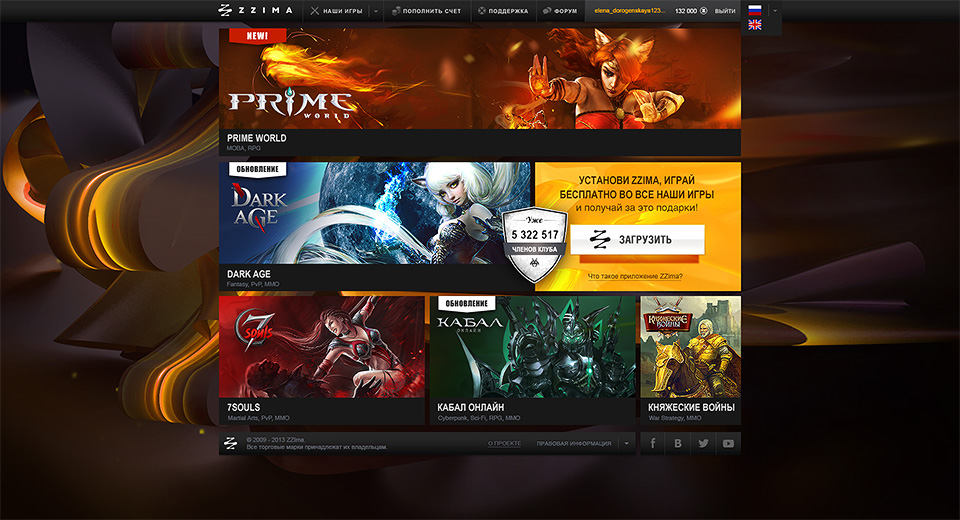 ZZIMA
НАШИ ИГРЫ
ПОПОЛНИТЬ СЧЕТ
ПОДДЕРЖКА
ФОРУМ
elena_dorogenskaya123...
132 000
ВЫЙТИ
NEW!
PRIME
WORLD
PRIME WORLD
MOBA, RPG
ОБНОВЛЕНИЕ
DARK
AGE
DARK AGE
Fantasy, PvP, MMO
УСТАНОВИ ZZIMA, ИГРАЙ
БЕСПЛАТНО ВО ВСЕ НАШИ ИГРЫ
и получай за это подарки!
Уже
5 322 517
ЧЛЕНОВ КЛУБА
ЗАГРУЗИТЬ
Что такое приложение ZZima?
7
SOULS
7SOULS
Martial Arts, PvP, MMO
ОБНОВЛЕНИЕ
КАБАЛ
ОНЛАЙН
КАБАЛ ОНЛАЙН
Cyberpunk, Sci-Fi, RPG, MMO
КНЯЖЕСКИЕ
ВОЙНЫ
КНЯЖЕСКИЕ ВОЙНЫ
War Strategy, MMO
© 2009 - 2013 ZZima.
Все торговые марки принадлежат их владельцам.
О ПРОЕКТЕ
ПРАВОВАЯ ИНФОРМАЦИЯ